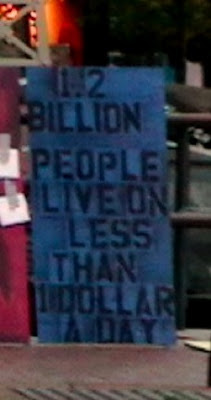 1.2
BILLION
PEOPLE
LIVE ON
LESS
THAN
1 DOLLAR
A DAY